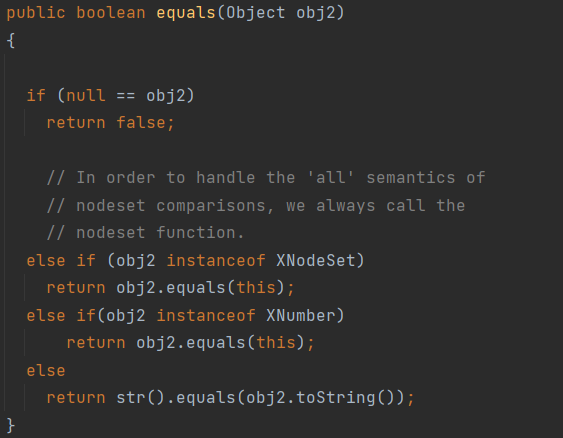 public boolean equals(Object obj2)
{
if (null == obj2)
return false;
// In order to handle the 'all' semantics of
// nodeset comparisons, we always call the
// nodeset function.
else if (obj2 instanceof XNodeSet)
return obj2.equals(this);
else if(obj2 instanceof XNumber)
return obj2.equals(this);
else
return str().equals(obj2.toString());
}